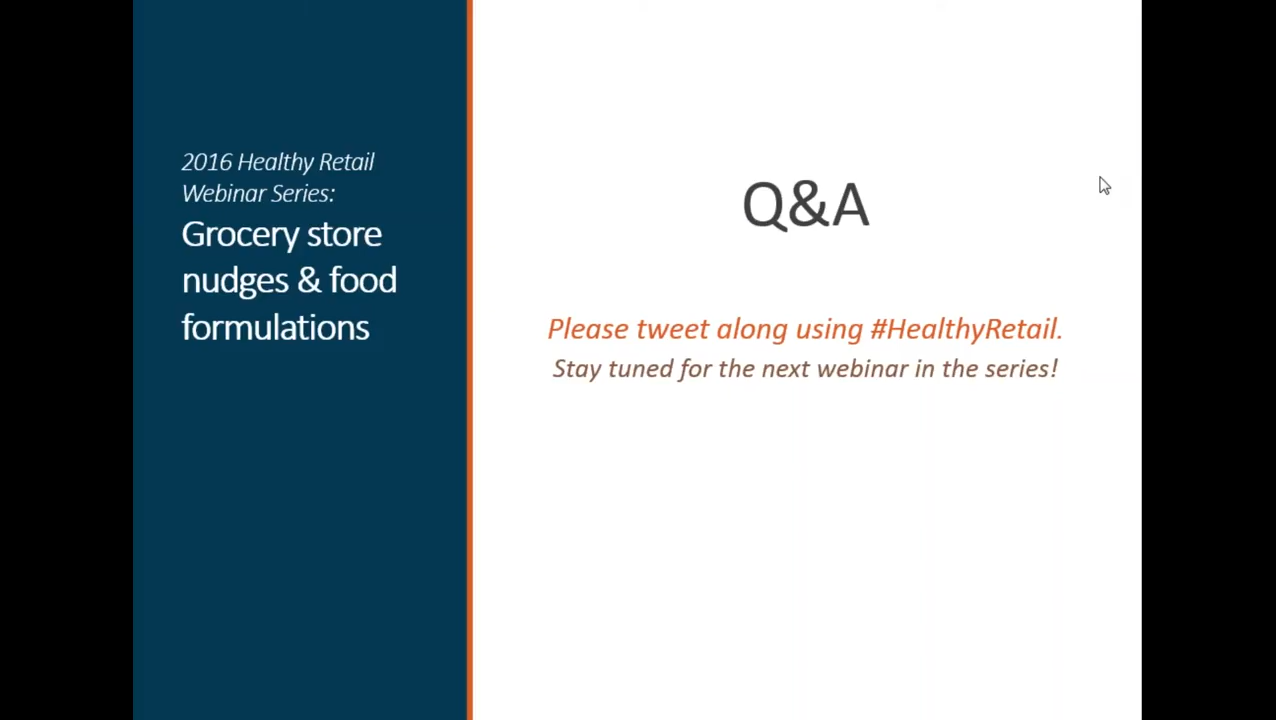 2016 Healthy Retail
Webinar Series:
Grocery store
nudges & food
formulations
Q&A
Please tweet along using #HealthyRetail.
Stay tuned for the next webinar in the series!